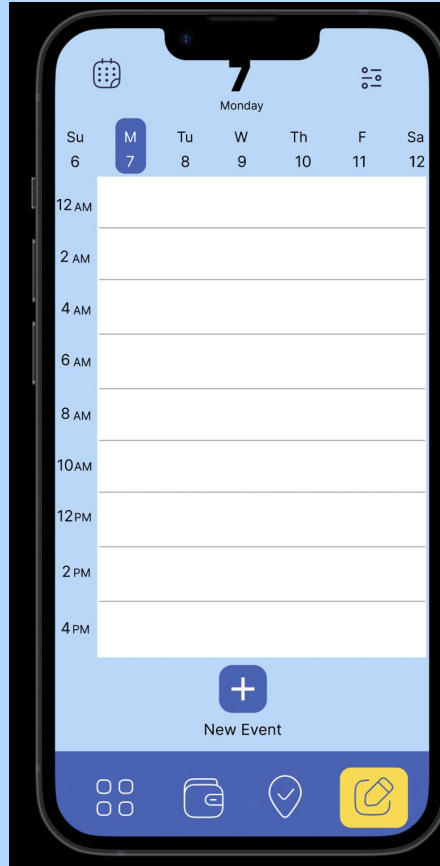 7
Monday
Su M Tu W Th F Sa
6 7 8 9 10 11 12
12 AM
2 AM
4 AM
6 AM
8 AM
10AM
12PM
2 PM
4 PM
New Event